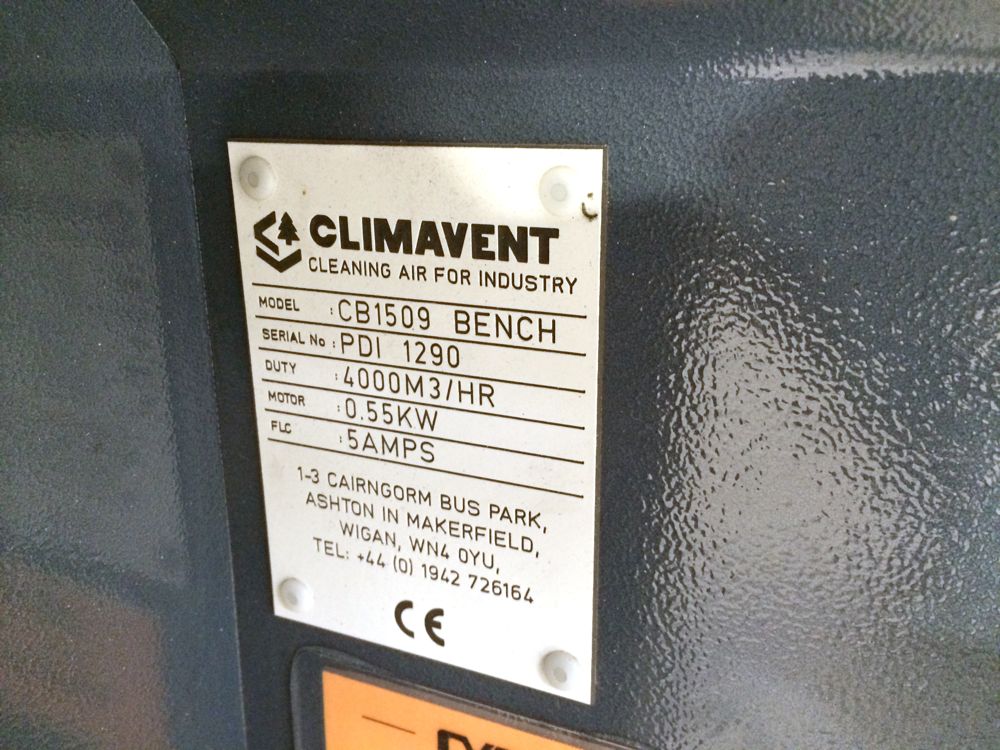 CLIMAVENT
CLEANING AIR FOR INDUSTRY
MODEL :CB1509 BENCH
SERIAL No :PDI 1290
DUTY :4000M3/HR
MOTOR :0.55KW
FLC :5AMPS
1-3 CAIRNGORM BUS PARK,
ASHTON IN MAKERFIELD,
WIGAN, WN4 0YU,
TEL: +44 (0) 1942 726164
CE